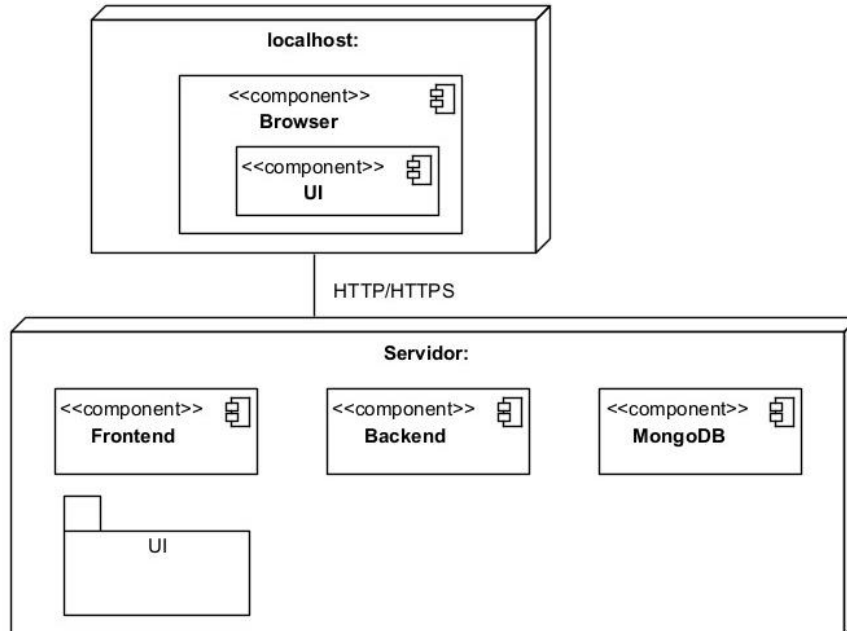 localhost:
<<component>>
Browser
<<component>>
UI
HTTP/HTTPS
Servidor:
<<component>>
Frontend
<<component>>
Backend
<<component>>
MongoDB
UI